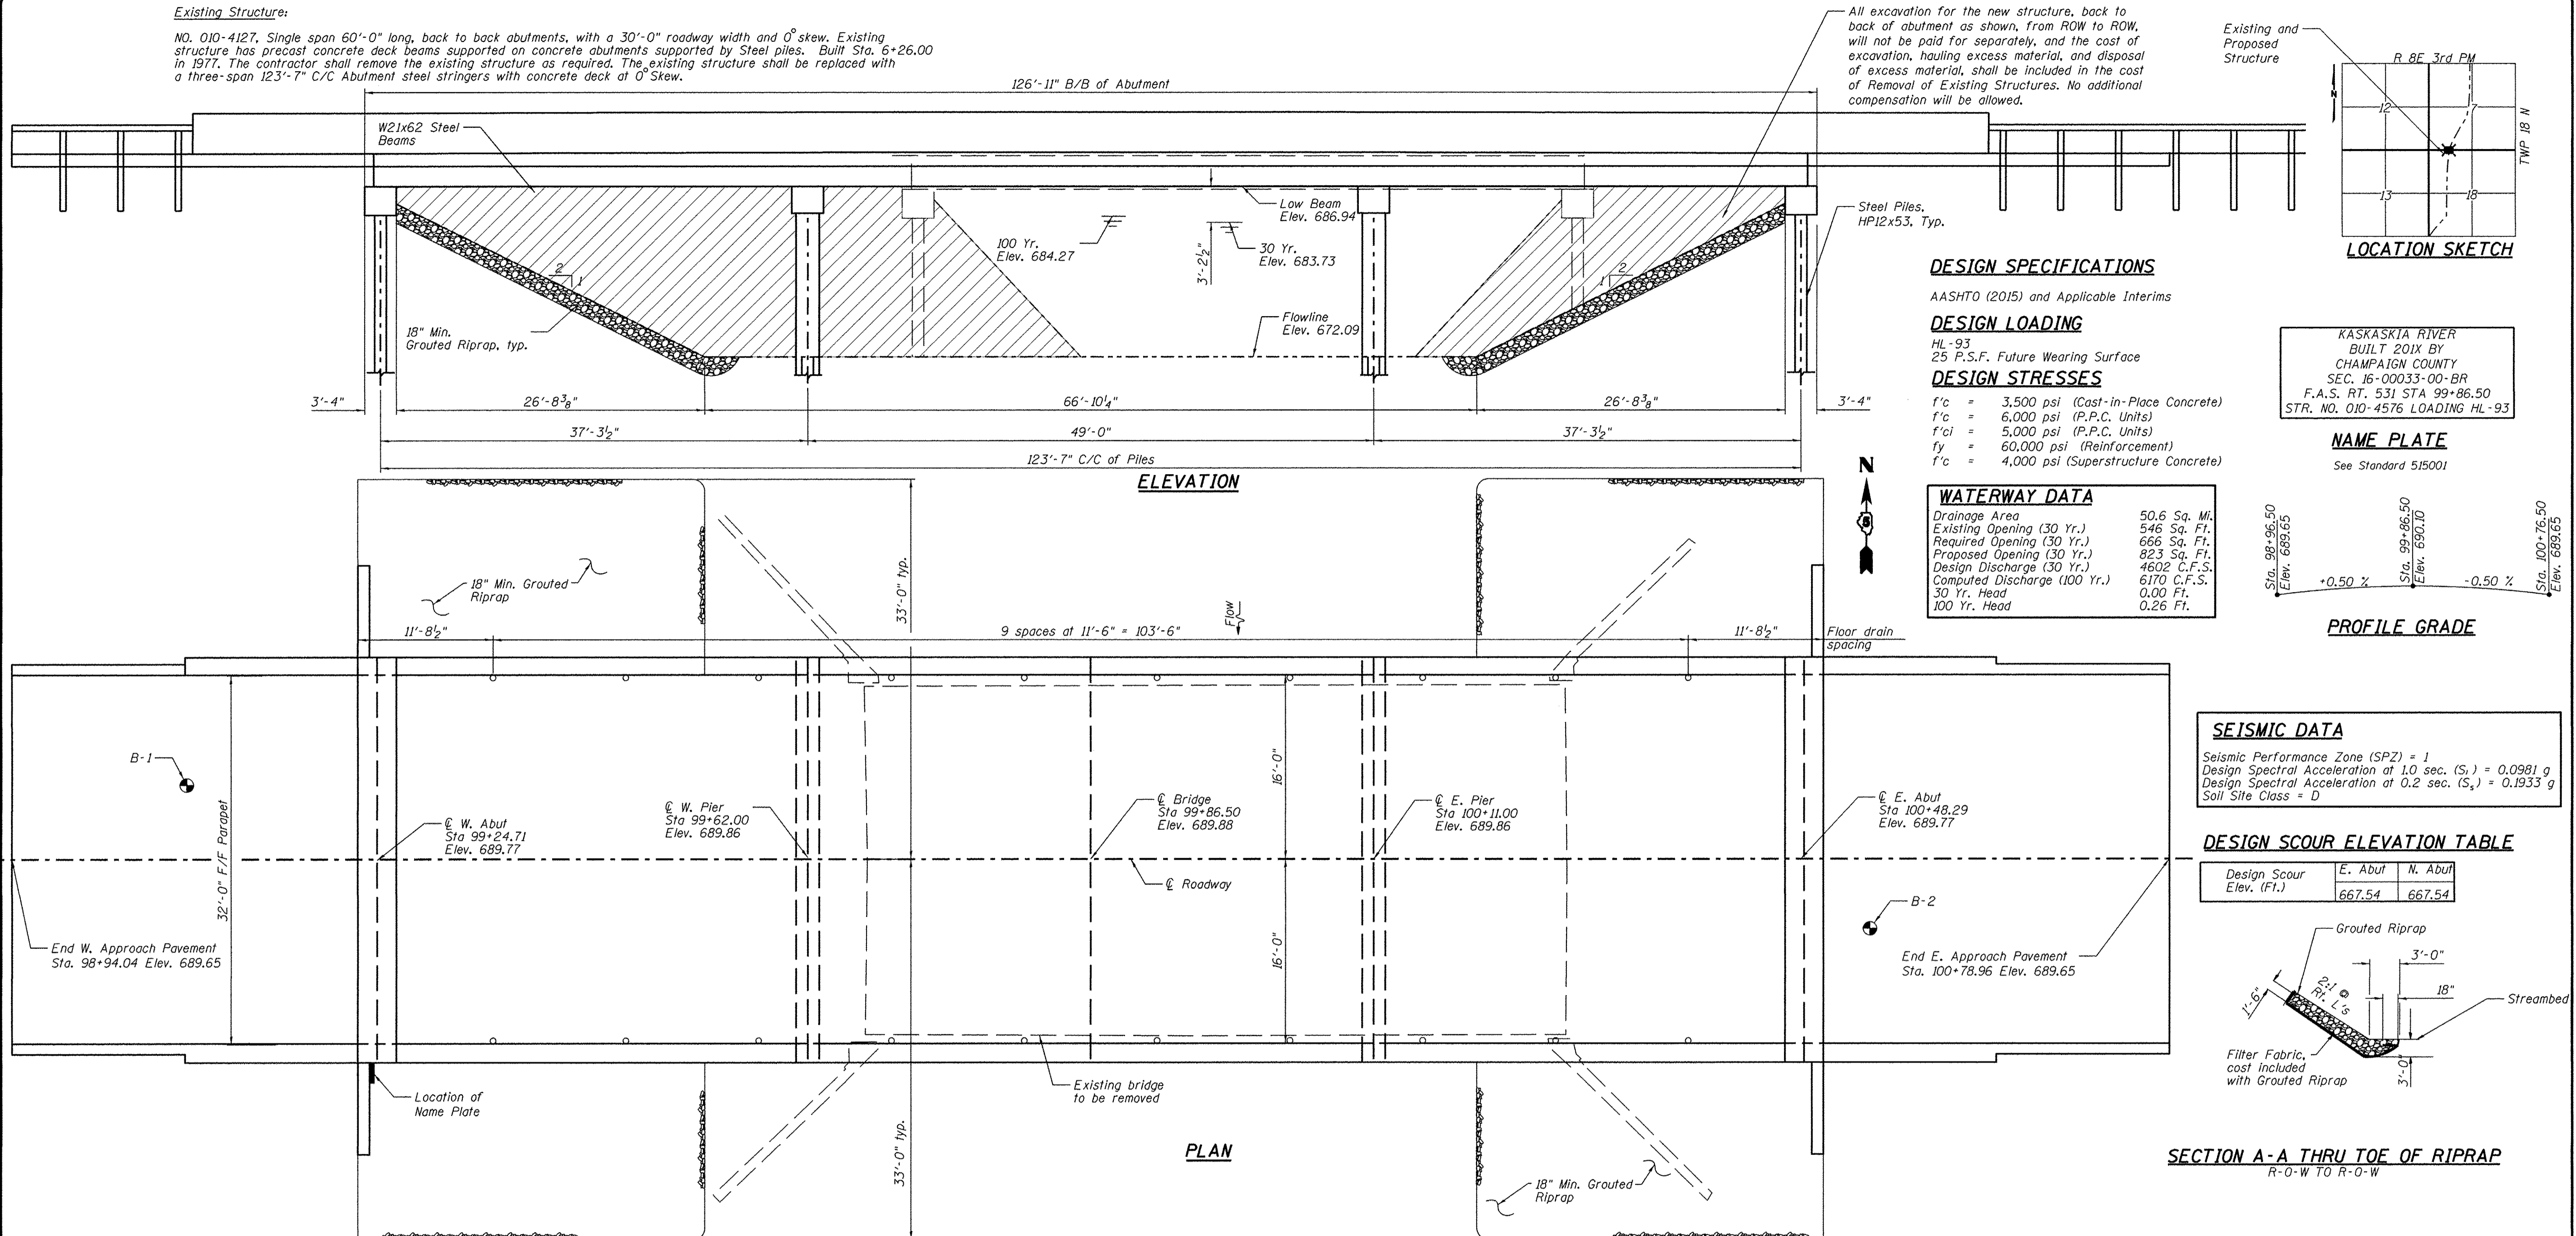 Existing Structure:
NO. 010-4127, Single span 60'-0" long, back to back abutments, with a 30'-0" roadway width and 0° skew. Existing
structure has precast concrete deck beams supported on concrete abutments supported by Steel piles. Built Sta. 6+26.00
in 1977. The contractor shall remove the existing structure as required. The existing structure shall be replaced with
a three-span 123'-7" C/C Abutment steel stringers with concrete deck at 0° Skew.
All excavation for the new structure, back to
back of abutment as shown, from ROW to ROW,
will not be paid for separately, and the cost of
excavation, hauling excess material, and disposal
of excess material, shall be included in the cost
of Removal of Existing Structures. No additional
compensation will be allowed.
Existing and
Proposed
Structure
R 8E 3rd PM
TWP 18 N
N
12
7
13
18
LOCATION SKETCH
126'-11" B/B of Abutment
W21x62 Steel
Beams
Low Beam
Elev. 686.94
100 Yr.
Elev. 684.27
3'-2½"
30 Yr.
Elev. 683.73
Steel Piles,
HP12x53, Typ.
2
1
2
1
18" Min.
Grouted Riprap, typ.
Flowline
Elev. 672.09
3'-4"
26'-8⅜"
66'-10¼"
26'-8⅜"
3'-4"
37'-3½"
49'-0"
37'-3½"
123'-7" C/C of Piles
ELEVATION
DESIGN SPECIFICATIONS
AASHTO (2015) and Applicable Interims
DESIGN LOADING
HL-93
25 P.S.F. Future Wearing Surface
DESIGN STRESSES
f'c = 3,500 psi (Cast-in-Place Concrete)
f'c = 6,000 psi (P.P.C. Units)
f'ci = 5,000 psi (P.P.C. Units)
fy = 60,000 psi (Reinforcement)
f'c = 4,000 psi (Superstructure Concrete)
KASKASKIA RIVER
BUILT 201X BY
CHAMPAIGN COUNTY
SEC. 16-00033-00-BR
F.A.S. RT. 531 STA 99+86.50
STR. NO. 010-4576 LOADING HL-93
NAME PLATE
See Standard 515001
N
5
WATERWAY DATA
Drainage Area 50.6 Sq. Mi.
Existing Opening (30 Yr.) 546 Sq. Ft.
Required Opening (30 Yr.) 666 Sq. Ft.
Proposed Opening (30 Yr.) 823 Sq. Ft.
Design Discharge (30 Yr.) 4602 C.F.S.
Computed Discharge (100 Yr.) 6170 C.F.S.
30 Yr. Head 0.00 Ft.
100 Yr. Head 0.26 Ft.
Sta. 98+96.50
Elev. 689.65
+0.50 %
Sta. 99+86.50
Elev. 690.10
-0.50 %
Sta. 100+76.50
Elev. 689.65
PROFILE GRADE
18" Min. Grouted
Riprap
33'-0" typ.
Flow
11'-8½"
9 spaces at 11'-6" = 103'-6"
11'-8½"
Floor drain
spacing
B-1
32'-0" F/F Parapet
℄ W. Abut
Sta 99+24.71
Elev. 689.77
℄ W. Pier
Sta 99+62.00
Elev. 689.86
℄ Bridge
Sta 99+86.50
Elev. 689.88
16'-0"
℄ E. Pier
Sta 100+11.00
Elev. 689.86
℄ E. Abut
Sta 100+48.29
Elev. 689.77
℄ Roadway
B-2
16'-0"
End W. Approach Pavement
Sta. 98+94.04 Elev. 689.65
End E. Approach Pavement
Sta. 100+78.96 Elev. 689.65
Location of
Name Plate
Existing bridge
to be removed
33'-0" typ.
18" Min. Grouted
Riprap
PLAN
SEISMIC DATA
Seismic Performance Zone (SPZ) = 1
Design Spectral Acceleration at 1.0 sec. (S₁) = 0.0981 g
Design Spectral Acceleration at 0.2 sec. (Sₛ) = 0.1933 g
Soil Site Class = D
DESIGN SCOUR ELEVATION TABLE
Design Scour
Elev. (Ft.)
E. Abut N. Abut
667.54 667.54
Grouted Riprap
3'-0"
18"
Streambed
1'-6"
2:1 @
Rt. L's
Filter Fabric,
cost included
with Grouted Riprap
3'-0"
SECTION A-A THRU TOE OF RIPRAP
R-O-W TO R-O-W